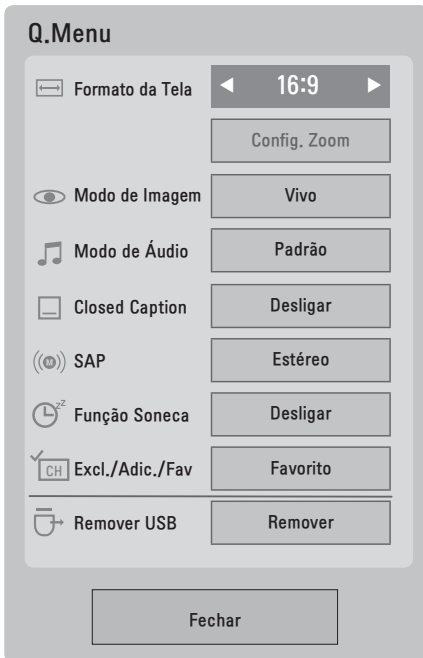 Q.Menu
Formato da Tela ◀ 16:9 ▶
Config. Zoom
Modo de Imagem Vivo
Modo de Áudio Padrão
Closed Caption Desligar
((M)) SAP Estéreo
zZ Função Soneca Desligar
CH Excl./Adic./Fav Favorito
Remover USB Remover
Fechar